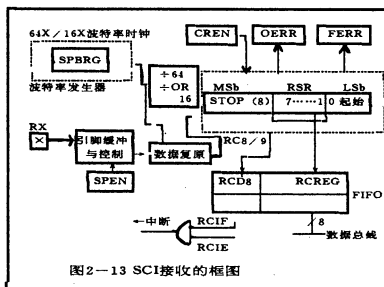 64X／16X波特率时钟
CREN
OERR
FERR
SPBRG
÷64
÷OR
16
MSb
RSR
LSb
STOP (8) 7……1 0 起始
波特率发生器
RX
引脚缓冲
与控制
数据复原
RC8／9
SPEN
RCD8
RCREG
FIFO
←中断
RCIF
RCIE
8
数据总线
图2－13 SCI接收的框图